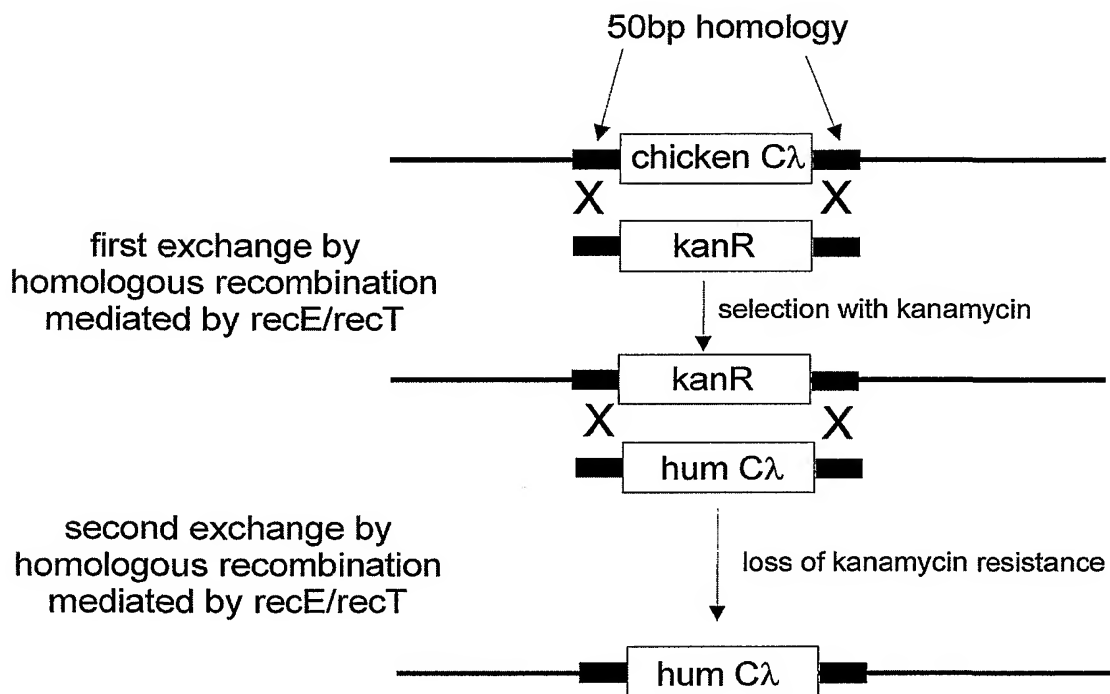 50bp homology
chicken Cλ
X X
first exchange by
homologous recombination
mediated by recE/recT
kanR
selection with kanamycin
kanR
X X
hum Cλ
second exchange by
homologous recombination
mediated by recE/recT
loss of kanamycin resistance
hum Cλ